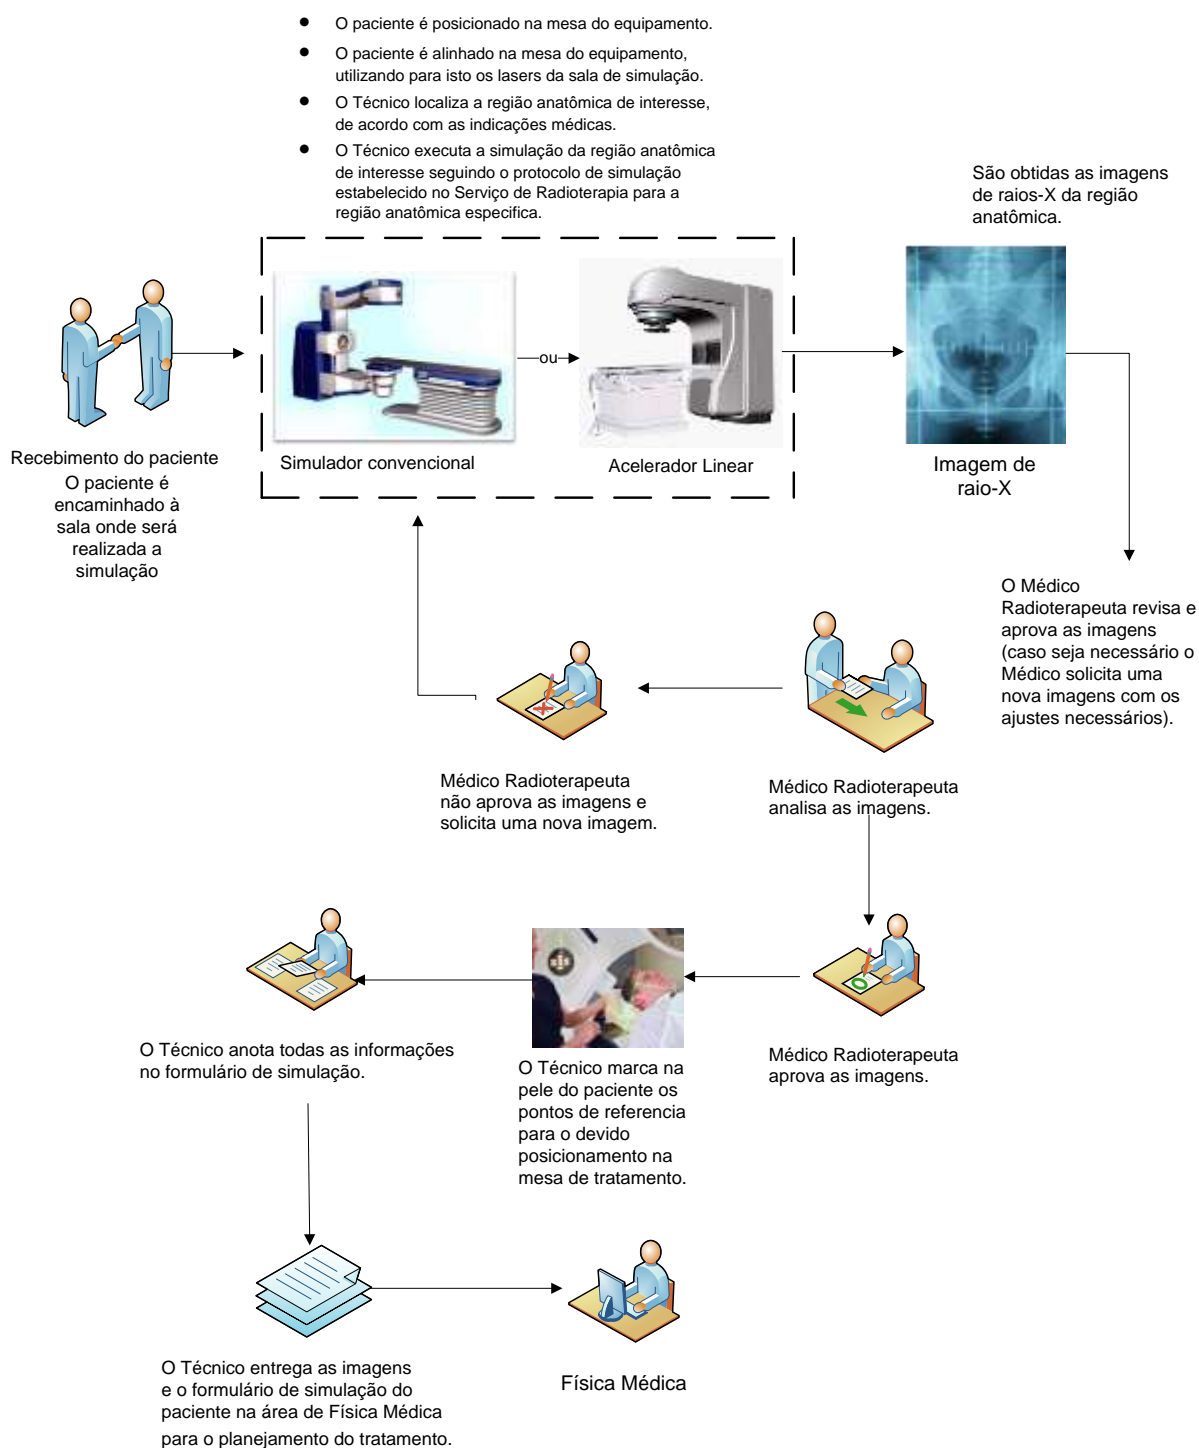 O paciente é posicionado na mesa do equipamento.
O paciente é alinhado na mesa do equipamento,
utilizando para isto os lasers da sala de simulação.
O Técnico localiza a região anatômica de interesse,
de acordo com as indicações médicas.
O Técnico executa a simulação da região anatômica
de interesse seguindo o protocolo de simulação
estabelecido no Serviço de Radioterapia para a
região anatômica especifica.
São obtidas as imagens
de raios-X da região
anatômica.
ou
Recebimento do paciente
O paciente é
encaminhado à
sala onde será
realizada a
simulação
Simulador convencional
Acelerador Linear
Imagem de
raio-X
O Médico
Radioterapeuta revisa e
aprova as imagens
(caso seja necessário o
Médico solicita uma
nova imagens com os
ajustes necessários).
Médico Radioterapeuta
não aprova as imagens e
solicita uma nova imagem.
Médico Radioterapeuta
analisa as imagens.
O Técnico anota todas as informações
no formulário de simulação.
O Técnico marca na
pele do paciente os
pontos de referencia
para o devido
posicionamento na
mesa de tratamento.
Médico Radioterapeuta
aprova as imagens.
O Técnico entrega as imagens
e o formulário de simulação do
paciente na área de Física Médica
para o planejamento do tratamento.
Física Médica